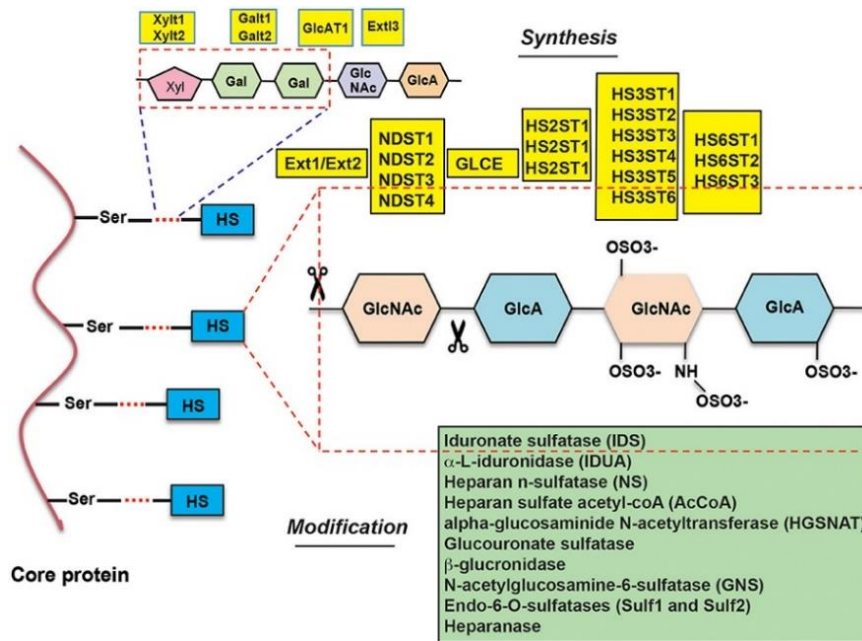 Xylt1
Xylt2
Galt1
Galt2
GlcAT1
Extl3
Synthesis
Xyl
Gal
Gal
Glc
NAc
GlcA
Ext1/Ext2
NDST1
NDST2
NDST3
NDST4
GLCE
HS2ST1
HS2ST1
HS2ST1
HS3ST1
HS3ST2
HS3ST3
HS3ST4
HS3ST5
HS3ST6
HS6ST1
HS6ST2
HS6ST3
Ser
HS
Ser
HS
Ser
HS
Ser
HS
OSO3-
GlcNAc
GlcA
GlcNAc
GlcA
OSO3-
NH
OSO3-
OSO3-
Modification
Iduronate sulfatase (IDS)
α-L-iduronidase (IDUA)
Heparan n-sulfatase (NS)
Heparan sulfate acetyl-coA (AcCoA)
alpha-glucosaminide N-acetyltransferase (HGSNAT)
Glucouronate sulfatase
β-glucronidase
N-acetylglucosamine-6-sulfatase (GNS)
Endo-6-O-sulfatases (Sulf1 and Sulf2)
Heparanase
Core protein